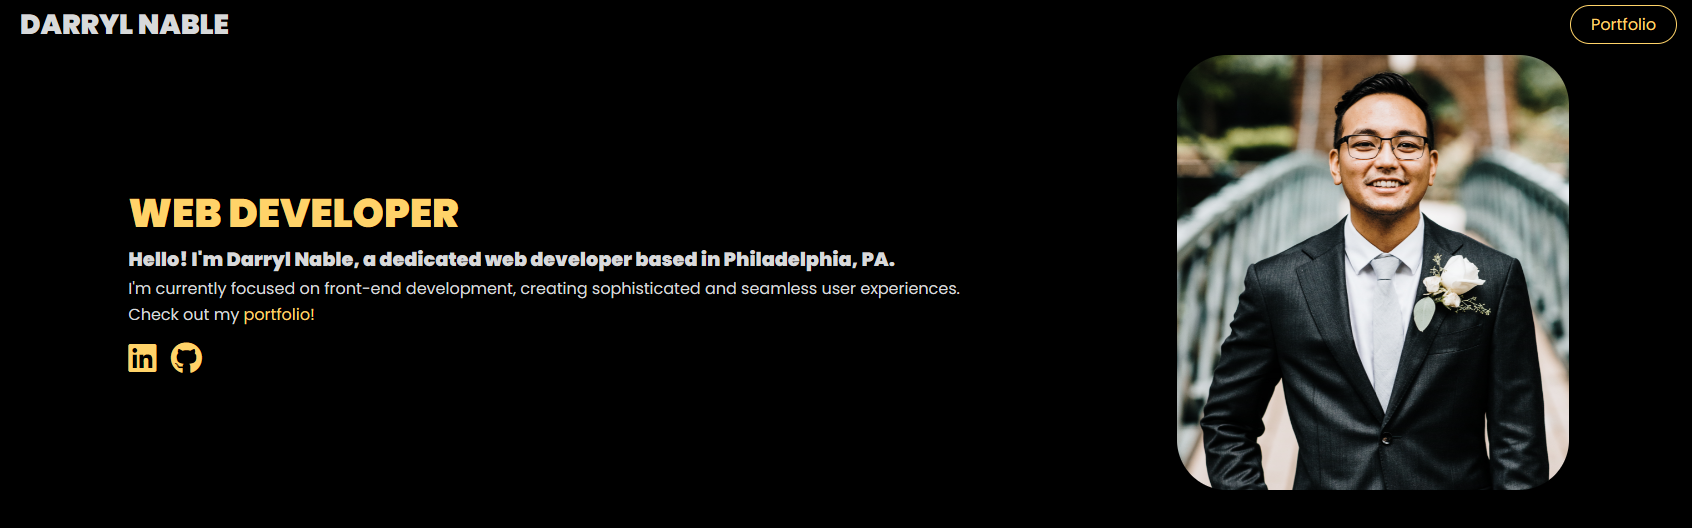 DARRYL NABLE
Portfolio
WEB DEVELOPER
Hello! I'm Darryl Nable, a dedicated web developer based in Philadelphia, PA.
I'm currently focused on front-end development, creating sophisticated and seamless user experiences.
Check out my portfolio!
in